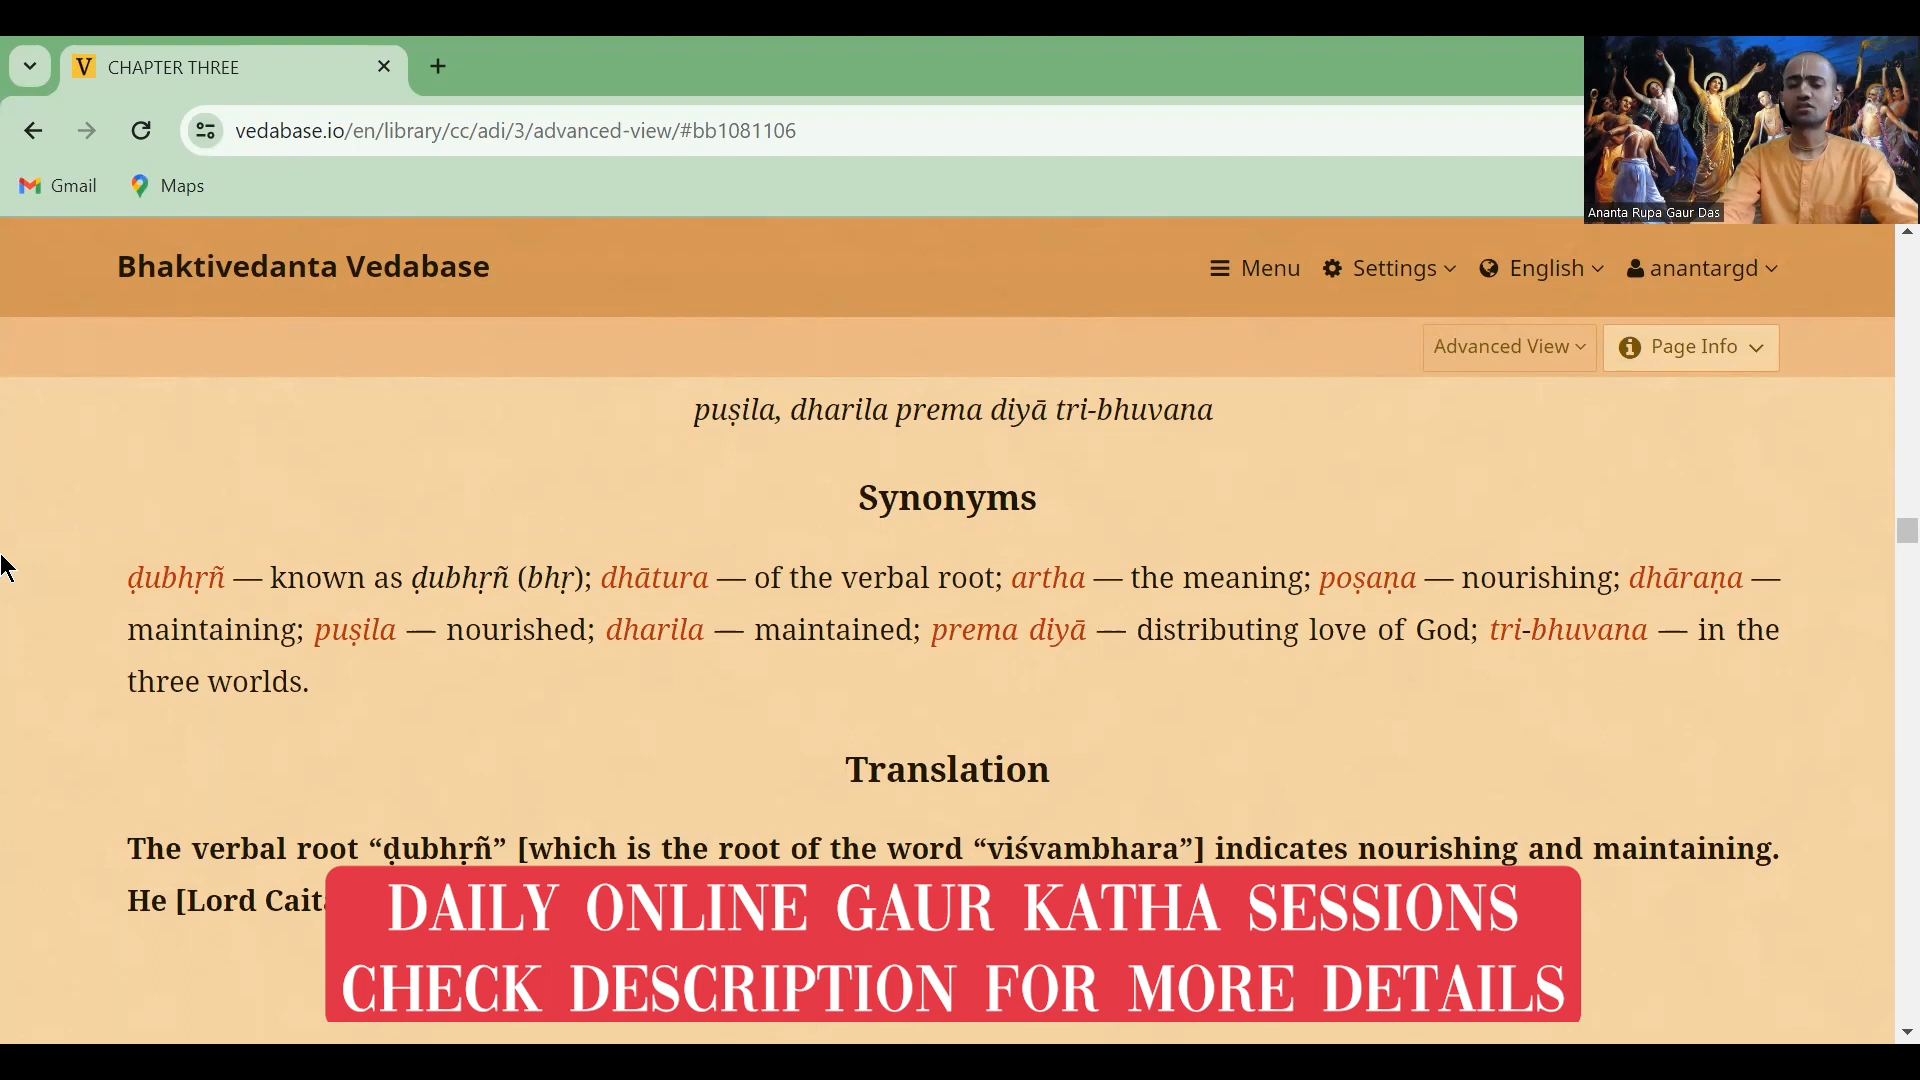 CHAPTER THREE
vedabase.io/en/library/cc/adi/3/advanced-view/#bb1081106
Gmail Maps
Ananta Rupa Gaur Das
Bhaktivedanta Vedabase Menu Settings English anantargd
Advanced View Page Info
puṣila, dharila prema diyā tri-bhuvana
Synonyms
ḍubhṛñ — known as ḍubhṛñ (bhṛ); dhātura — of the verbal root; artha — the meaning; poṣaṇa — nourishing; dhāraṇa —
maintaining; puṣila — nourished; dharila — maintained; prema diyā — distributing love of God; tri-bhuvana — in the
three worlds.
Translation
The verbal root “ḍubhṛñ” [which is the root of the word “viśvambhara”] indicates nourishing and maintaining.
He [Lord
DAILY ONLINE GAUR KATHA SESSIONS
CHECK DESCRIPTION FOR MORE DETAILS